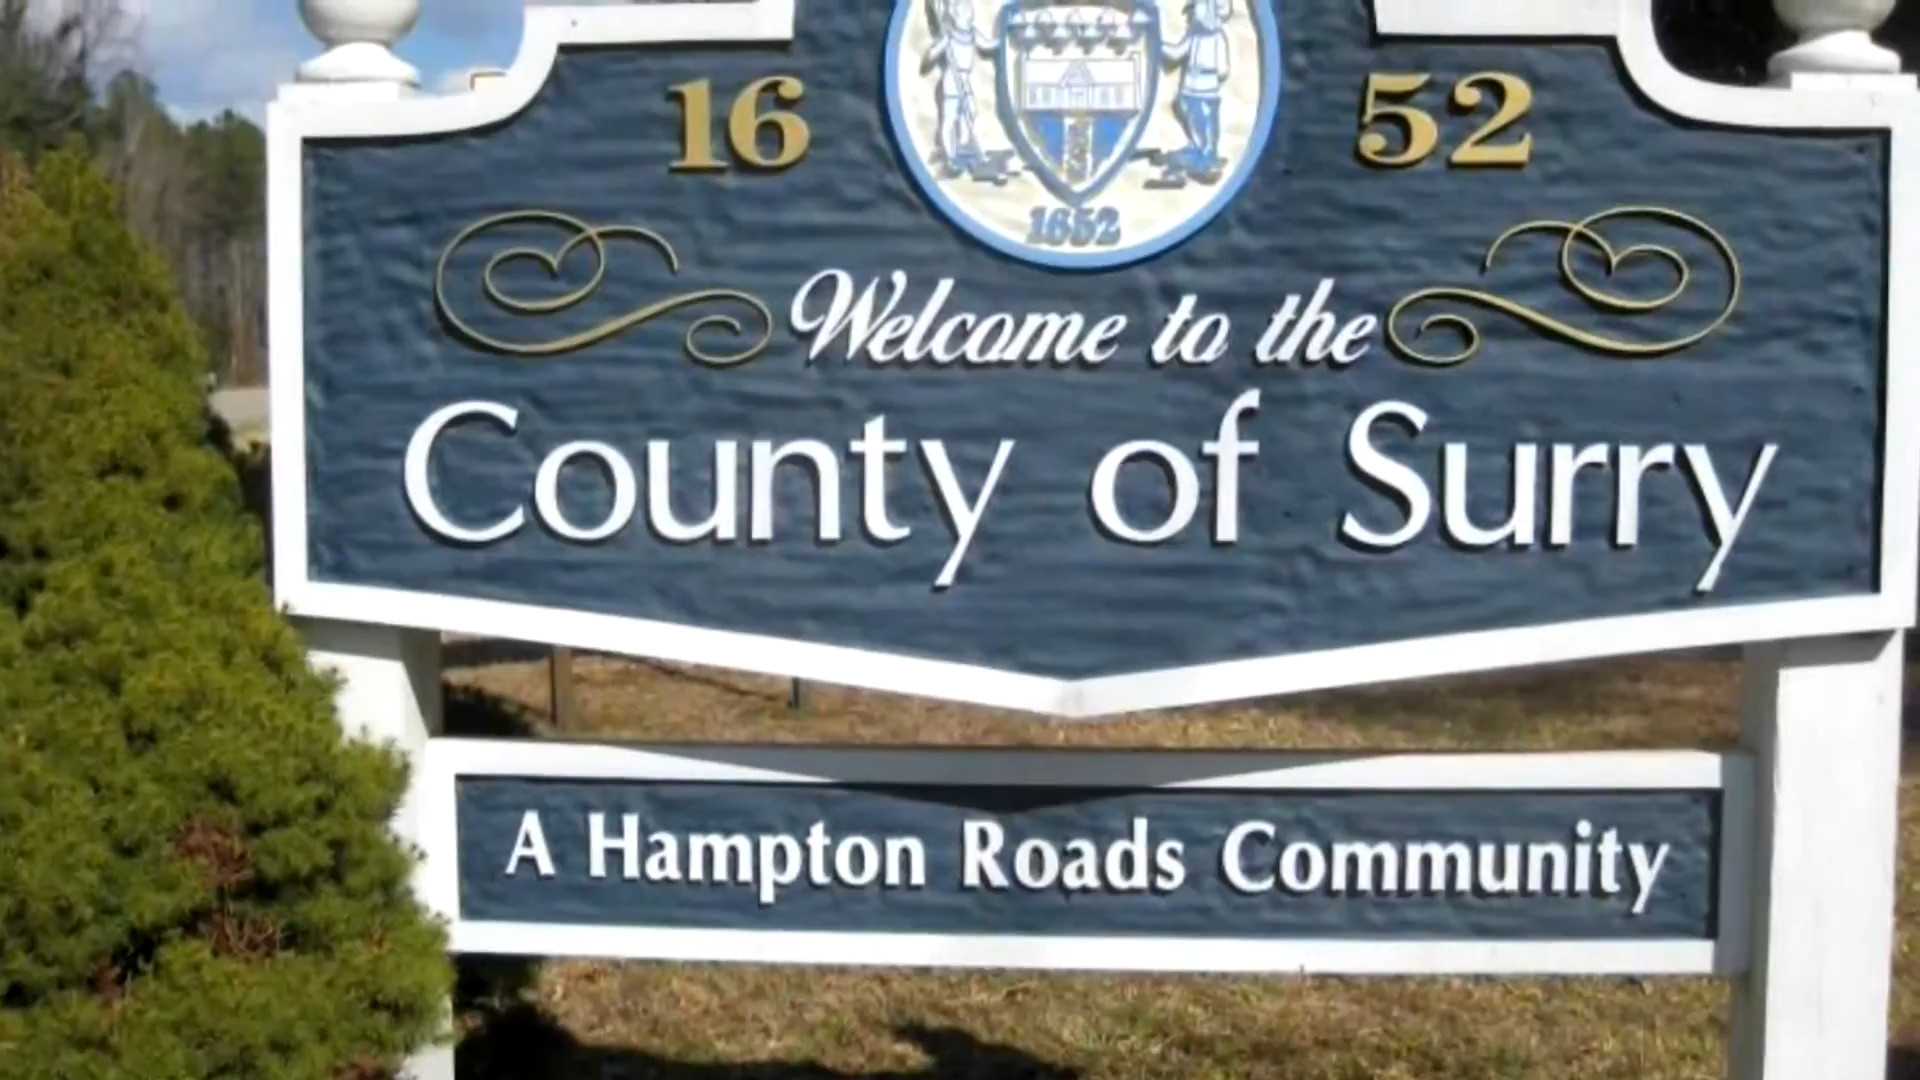 16 52
1652
Welcome to the
County of Surry
A Hampton Roads Community